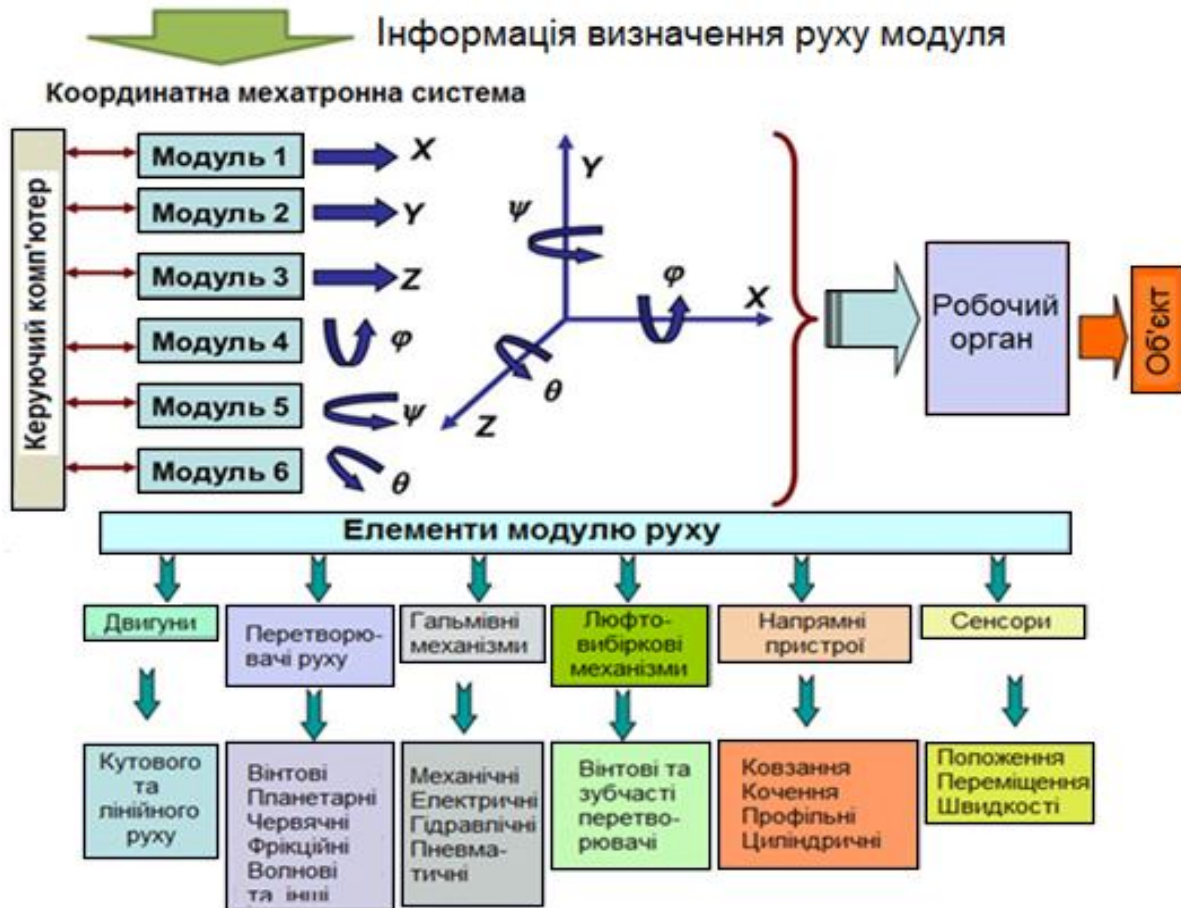 Інформація визначення руху модуля
Координатна мехатронна система
Керуючий комп'ютер
Модуль 1
X
Модуль 2
Y
Модуль 3
Z
Модуль 4
φ
Модуль 5
ψ
Модуль 6
θ
Y
ψ
φ
X
θ
Z
Робочий
орган
Об'єкт
Елементи модулю руху
Двигуни
Перетворю-
вачі руху
Гальмівні
механізми
Люфто-
вибіркові
механізми
Напрямні
пристрої
Сенсори
Кутового
та
лінійного
руху
Вінтові
Планетарні
Червячні
Фрікційні
Волнові
та інші
Механічні
Електричні
Гідравлічні
Пневма-
тичні
Вінтові та
зубчасті
перетво-
рювачі
Ковзання
Кочення
Профільні
Циліндричні
Положення
Переміщення
Швидкості